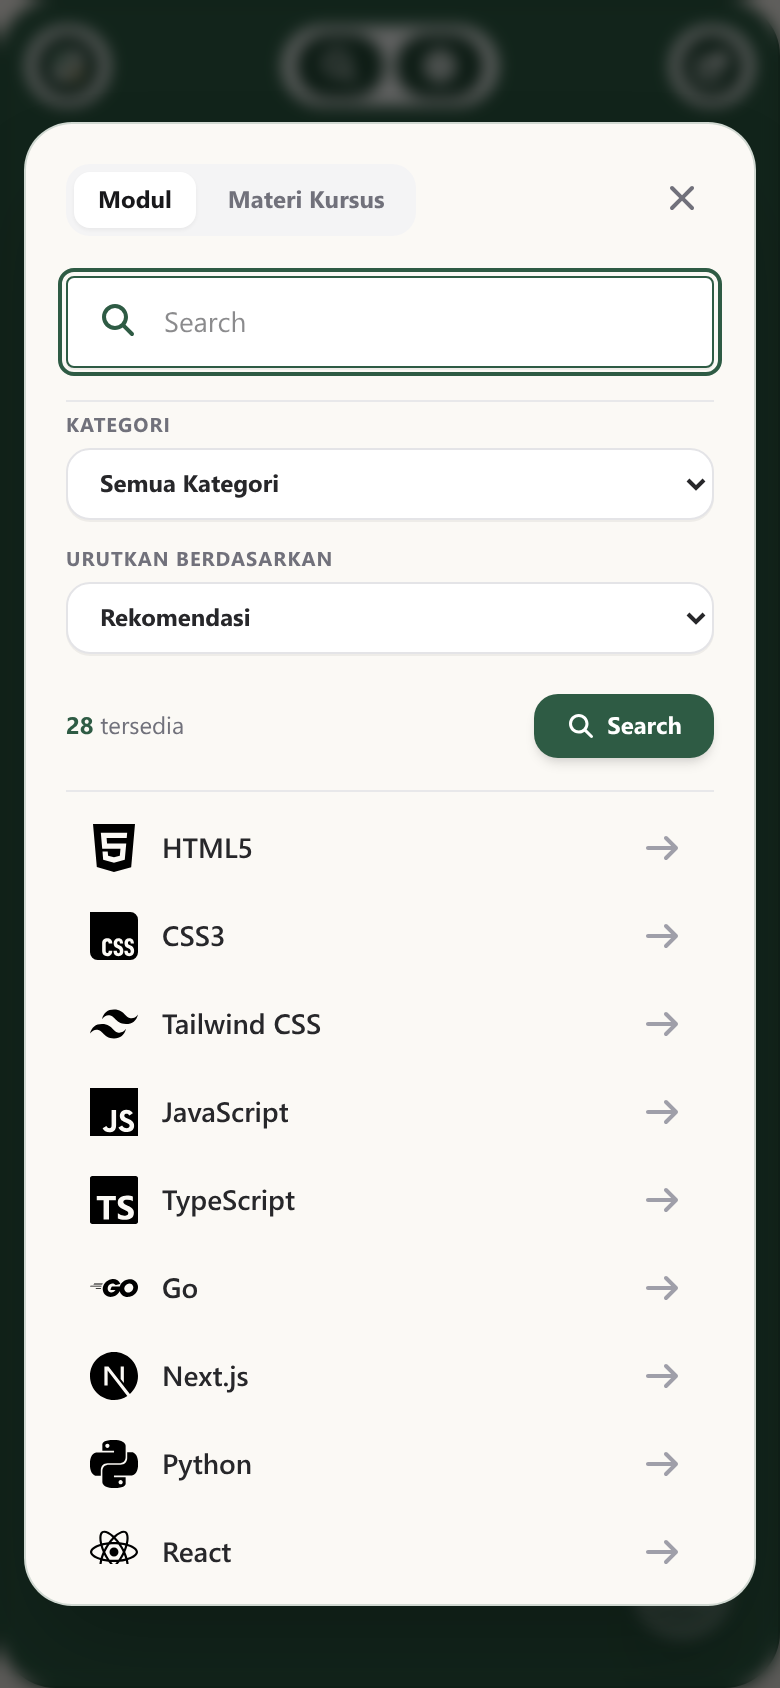 Modul
Materi Kursus
Search
KATEGORI
Semua Kategori
URUTKAN BERDASARKAN
Rekomendasi
28 tersedia
Search
5 HTML5
CSS CSS3
Tailwind CSS
JS JavaScript
TS TypeScript
GO Go
N Next.js
Python
React